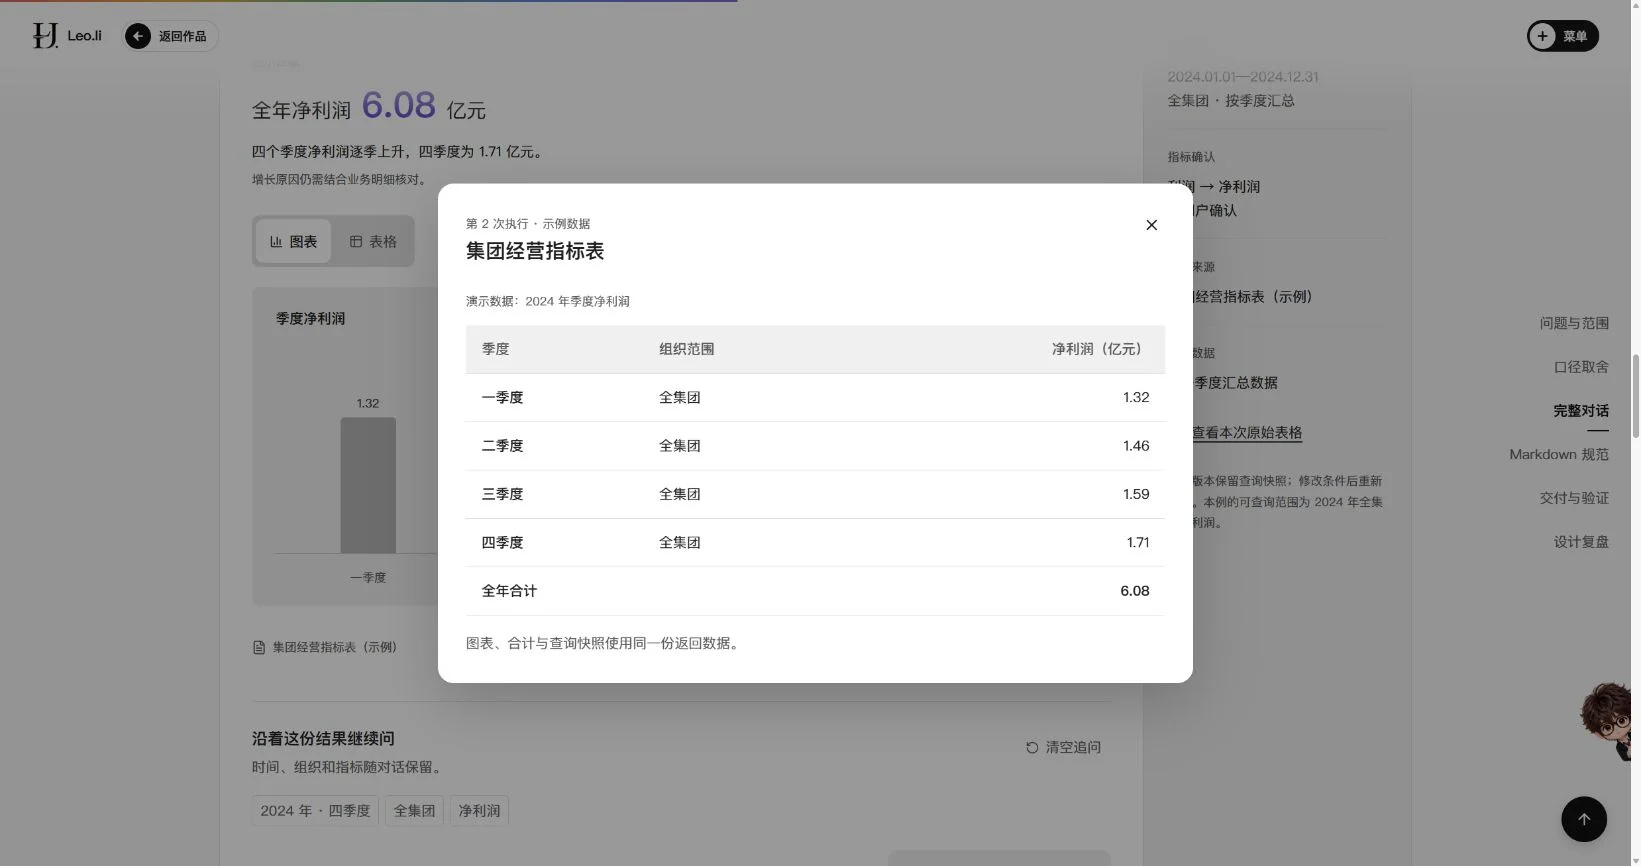 Leo.li
返回作品
菜单
全年净利润 6.08 亿元
四个季度净利润逐季上升，四季度为 1.71 亿元。
增长原因仍需结合业务明细核对。
图表
表格
季度净利润
1.32
一季度
集团经营指标表（示例）
第 2 次执行 · 示例数据
集团经营指标表
演示数据：2024 年季度净利润
季度 组织范围 净利润（亿元）
一季度 全集团 1.32
二季度 全集团 1.46
三季度 全集团 1.59
四季度 全集团 1.71
全年合计 6.08
图表、合计与查询快照使用同一份返回数据。
2024.01.01—2024.12.31
全集团 · 按季度汇总
指标确认
利润 → 净利润
户确认
来源
经营指标表（示例）
数据
季度汇总数据
查看本次原始表格
版本保留查询快照；修改条件后重新
。本例的可查询范围为 2024 年全集
利润。
问题与范围
口径取舍
完整对话
Markdown 规范
交付与验证
设计复盘
沿着这份结果继续问
清空追问
时间、组织和指标随对话保留。
2024 年 · 四季度
全集团
净利润